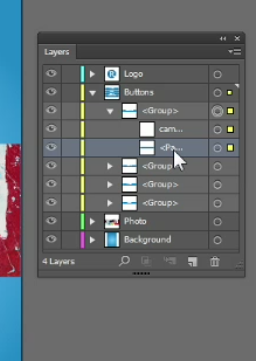 Layers
Logo
Buttons
<Group>
cam...
<Pa...
<Group>
<Group>
<Group>
Photo
Background
4 Layers